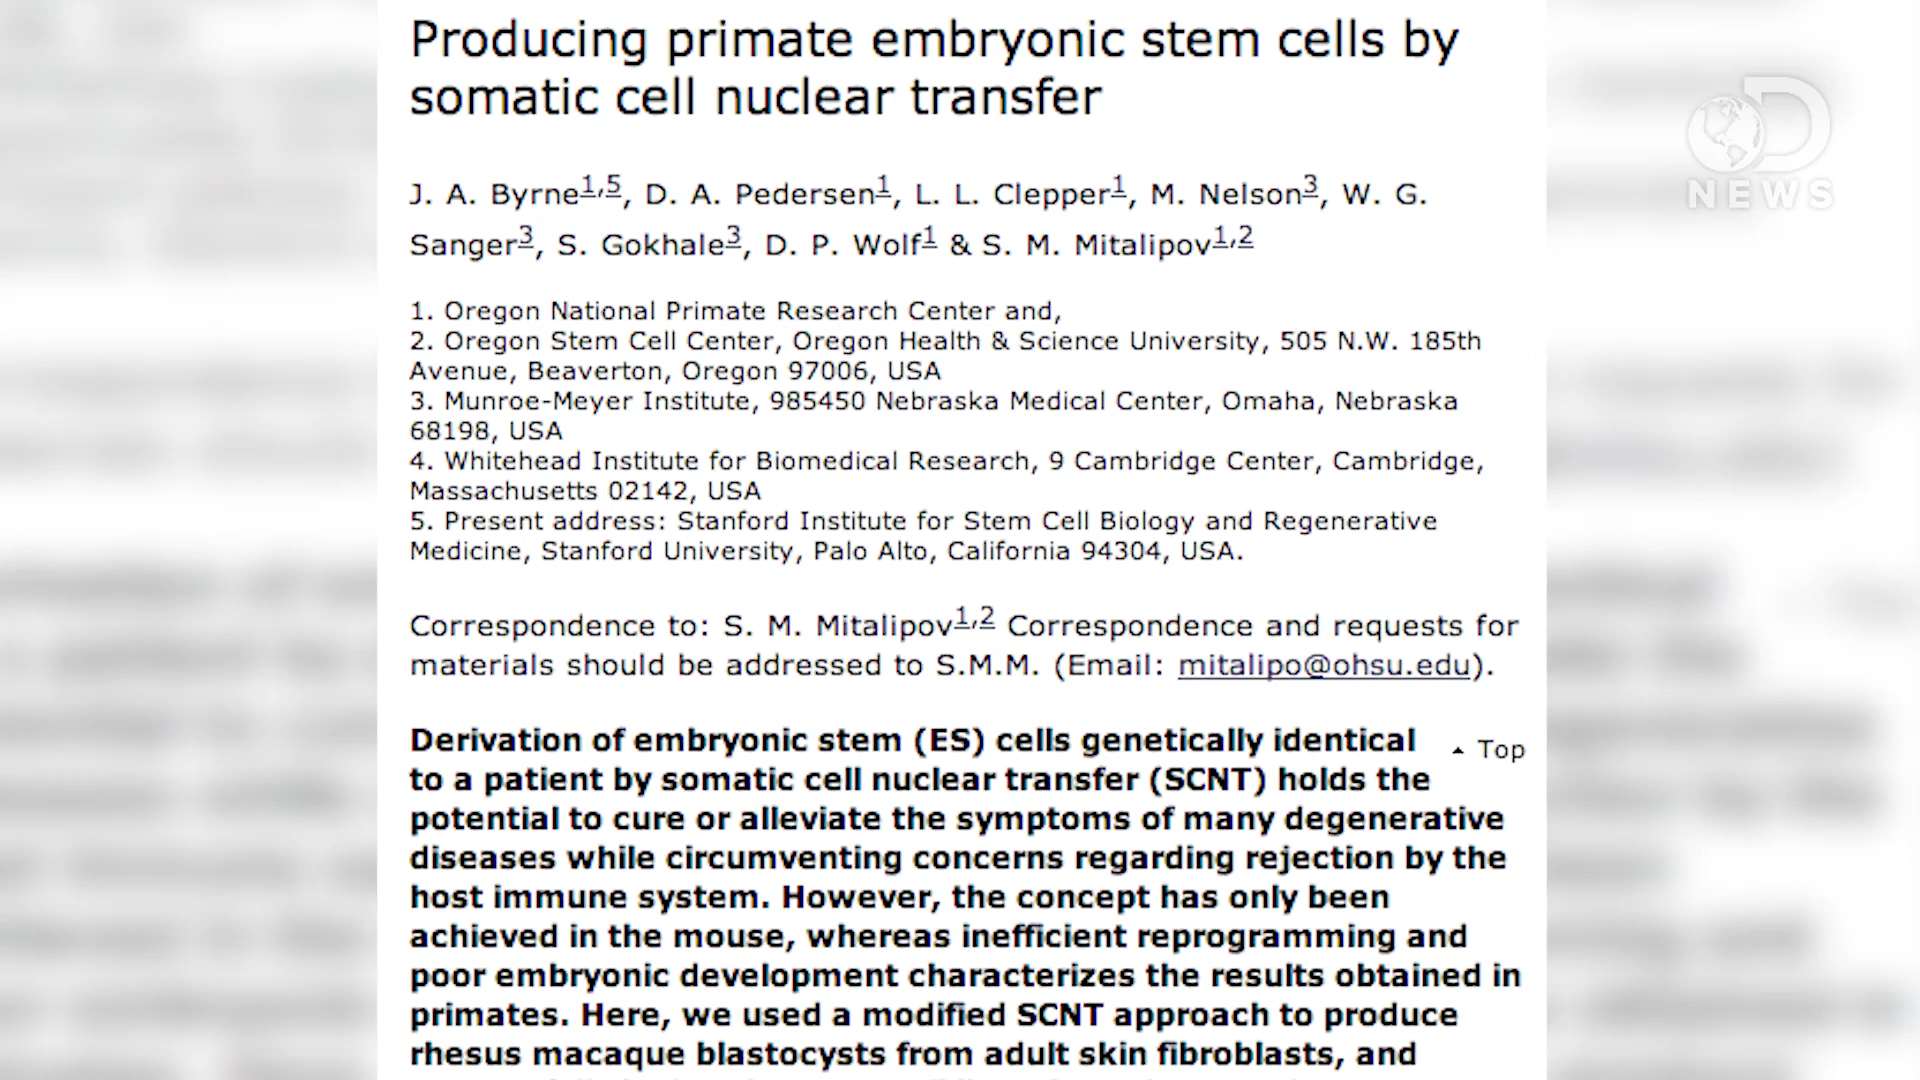 Producing primate embryonic stem cells by
somatic cell nuclear transfer
J. A. Byrne1,5, D. A. Pedersen1, L. L. Clepper1, M. Nelson3, W. G.
Sanger3, S. Gokhale3, D. P. Wolf1 & S. M. Mitalipov1,2
1. Oregon National Primate Research Center and,
2. Oregon Stem Cell Center, Oregon Health & Science University, 505 N.W. 185th
Avenue, Beaverton, Oregon 97006, USA
3. Munroe-Meyer Institute, 985450 Nebraska Medical Center, Omaha, Nebraska
68198, USA
4. Whitehead Institute for Biomedical Research, 9 Cambridge Center, Cambridge,
Massachusetts 02142, USA
5. Present address: Stanford Institute for Stem Cell Biology and Regenerative
Medicine, Stanford University, Palo Alto, California 94304, USA.
Correspondence to: S. M. Mitalipov1,2 Correspondence and requests for
materials should be addressed to S.M.M. (Email: mitalipo@ohsu.edu).
Derivation of embryonic stem (ES) cells genetically identical
Top
to a patient by somatic cell nuclear transfer (SCNT) holds the
potential to cure or alleviate the symptoms of many degenerative
diseases while circumventing concerns regarding rejection by the
host immune system. However, the concept has only been
achieved in the mouse, whereas inefficient reprogramming and
poor embryonic development characterizes the results obtained in
primates. Here, we used a modified SCNT approach to produce
rhesus macaque blastocysts from adult skin fibroblasts, and
D
NEWS